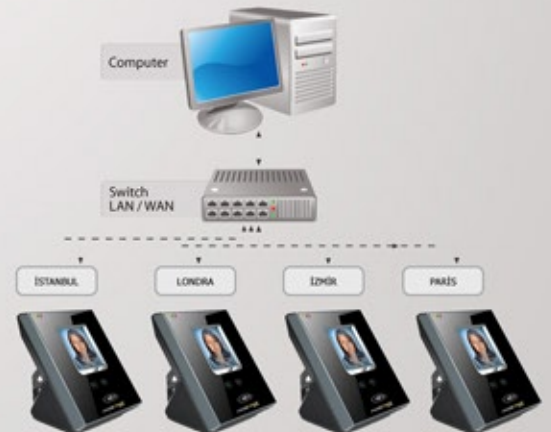 Computer
Switch
LAN / WAN
İSTANBUL
LONDRA
İZMİR
PARİS